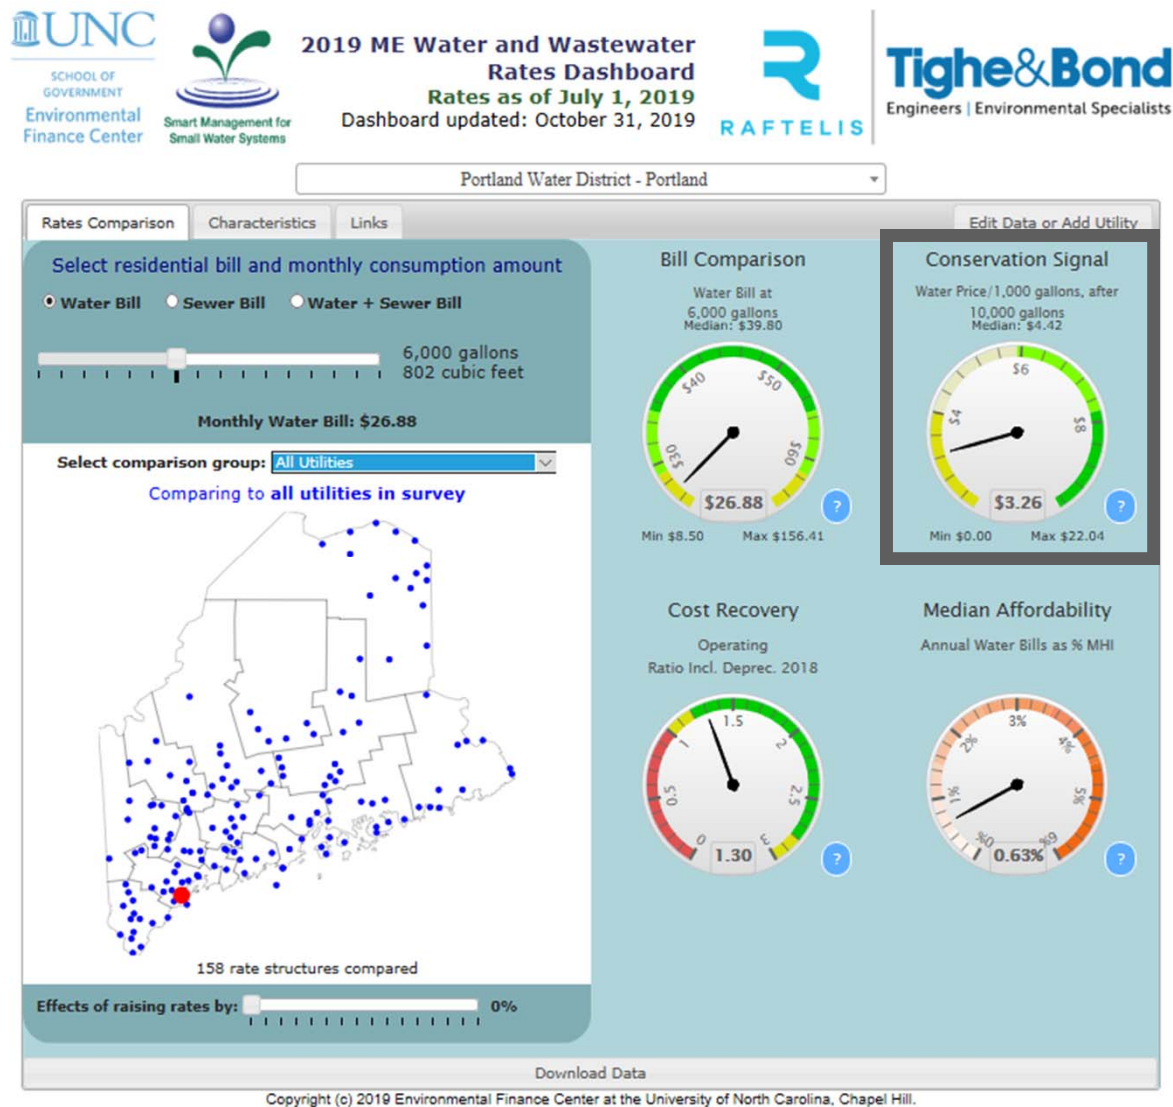 UNC
SCHOOL OF
GOVERNMENT
Environmental
Finance Center
Smart Management for
Small Water Systems
2019 ME Water and Wastewater
Rates Dashboard
Rates as of July 1, 2019
Dashboard updated: October 31, 2019
RAFTELIS
Tighe&Bond
Engineers | Environmental Specialists
Portland Water District - Portland
Rates Comparison
Characteristics
Links
Edit Data or Add Utility
Select residential bill and monthly consumption amount
Water Bill
Sewer Bill
Water + Sewer Bill
6,000 gallons
802 cubic feet
Monthly Water Bill: $26.88
Select comparison group: All Utilities
Comparing to all utilities in survey
158 rate structures compared
Effects of raising rates by:
0%
Bill Comparison
Water Bill at
6,000 gallons
Median: $39.80
$30
$40
$50
$60
$26.88
?
Min $8.50
Max $156.41
Conservation Signal
Water Price/1,000 gallons, after
10,000 gallons
Median: $4.42
$4
$6
$8
$3.26
?
Min $0.00
Max $22.04
Cost Recovery
Operating
Ratio Incl. Deprec. 2018
0
0.5
1
1.5
2
2.5
3
1.30
?
Median Affordability
Annual Water Bills as % MHI
0%
1%
2%
3%
4%
5%
6%
0.63%
?
Download Data
Copyright (c) 2019 Environmental Finance Center at the University of North Carolina, Chapel Hill.